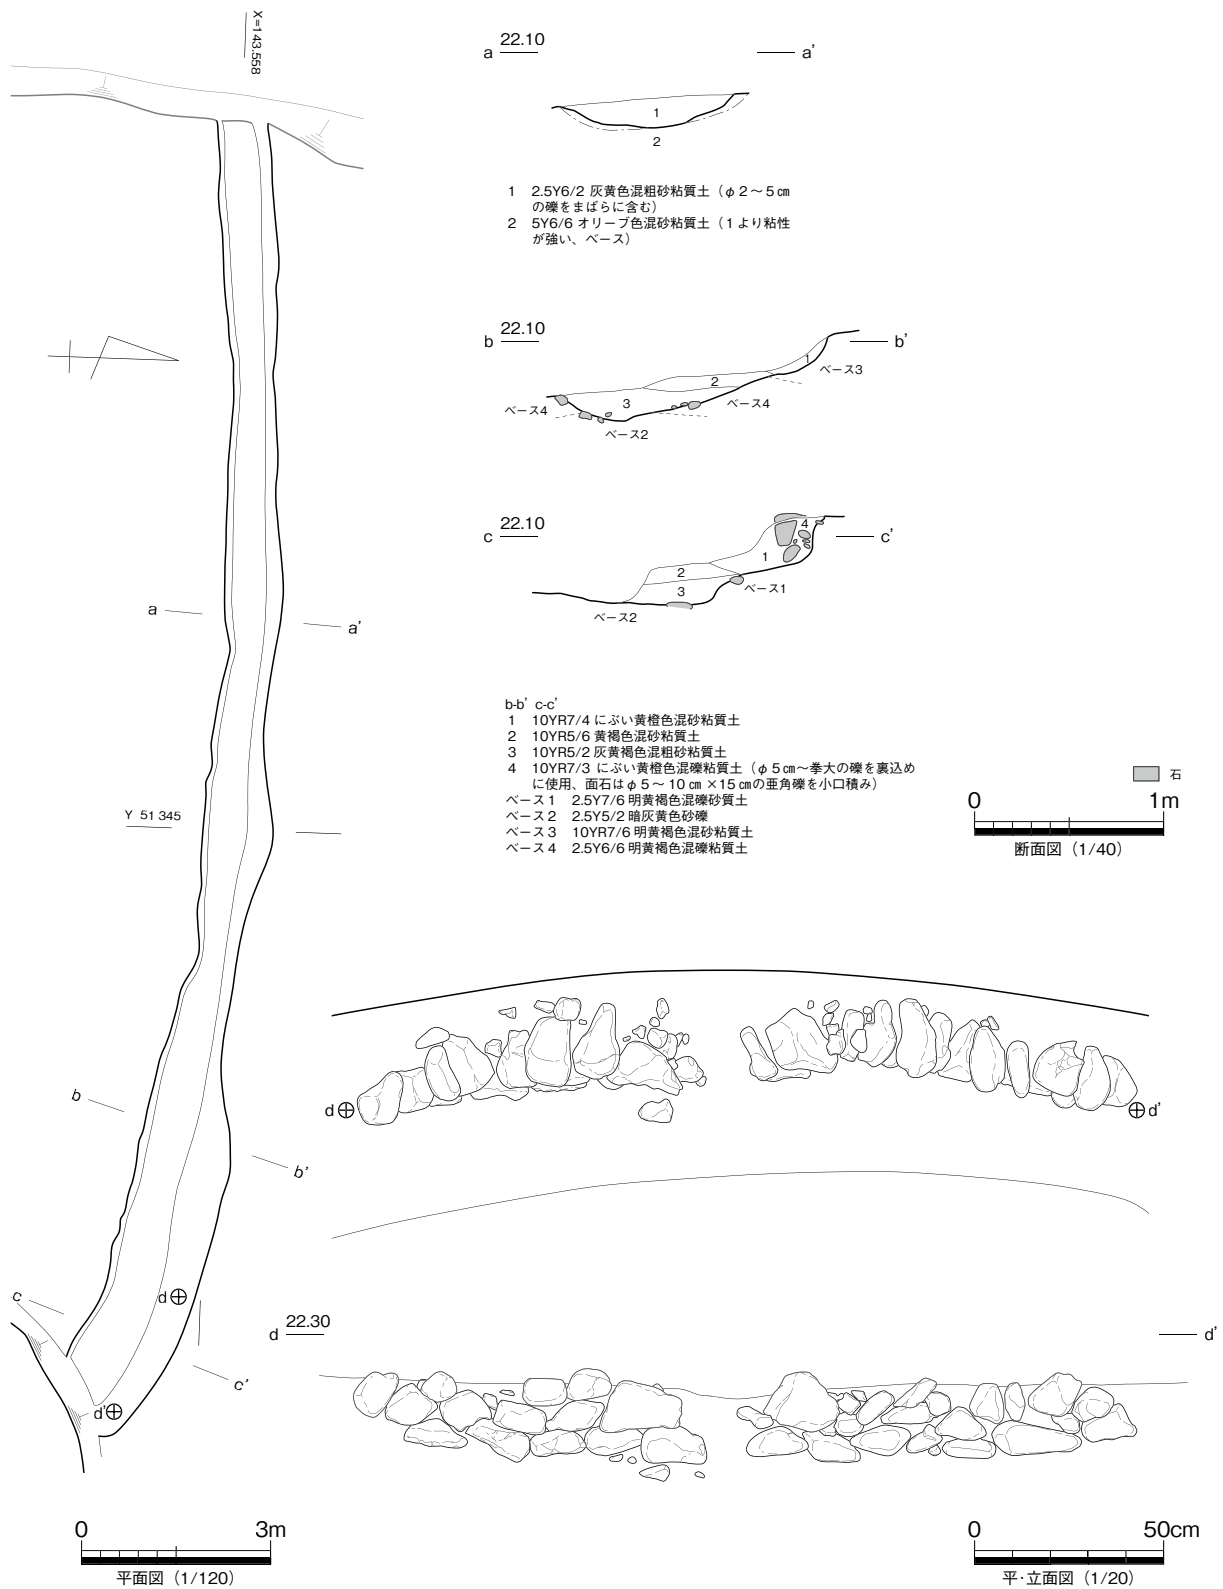 X=143.558
a 22.10 a'
1
2
1 2.5Y6/2 灰黄色混粗砂粘質土（φ２～５㎝
の礫をまばらに含む）
2 5Y6/6 オリーブ色混砂粘質土（１より粘性
が強い、ベース）
b 22.10 b'
1
2
3
ベース3
ベース4
ベース4
ベース2
c 22.10 c'
4
1
2
3
ベース1
ベース2
a
a'
Y 51 345
b
b'
c
c'
d
d'
b-b' c-c'
1 10YR7/4 にぶい黄橙色混砂粘質土
2 10YR5/6 黄褐色混砂粘質土
3 10YR5/2 灰黄褐色混粗砂粘質土
4 10YR7/3 にぶい黄橙色混礫粘質土（φ５㎝～拳大の礫を裏込め
に使用、面石はφ５～10㎝×15㎝の亜角礫を小口積み）
ベース１ 2.5Y7/6 明黄褐色混礫砂質土
ベース２ 2.5Y5/2 暗灰黄色砂礫
ベース３ 10YR7/6 明黄褐色混砂粘質土
ベース４ 2.5Y6/6 明黄褐色混礫粘質土
石
0 1m
断面図（1/40）
d d'
d 22.30 d'
0 3m
平面図（1/120）
0 50cm
平・立面図（1/20）